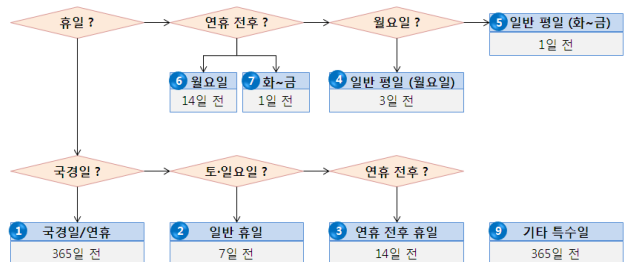 휴일 ?
연휴 전후 ?
월요일 ?
5 일반 평일 (화~금)
1일 전
6 월요일
14일 전
7 화~금
1일 전
4 일반 평일 (월요일)
3일 전
국경일 ?
토·일요일 ?
연휴 전후 ?
1 국경일/연휴
365일 전
2 일반 휴일
7일 전
3 연휴 전후 휴일
14일 전
9 기타 특수일
365일 전